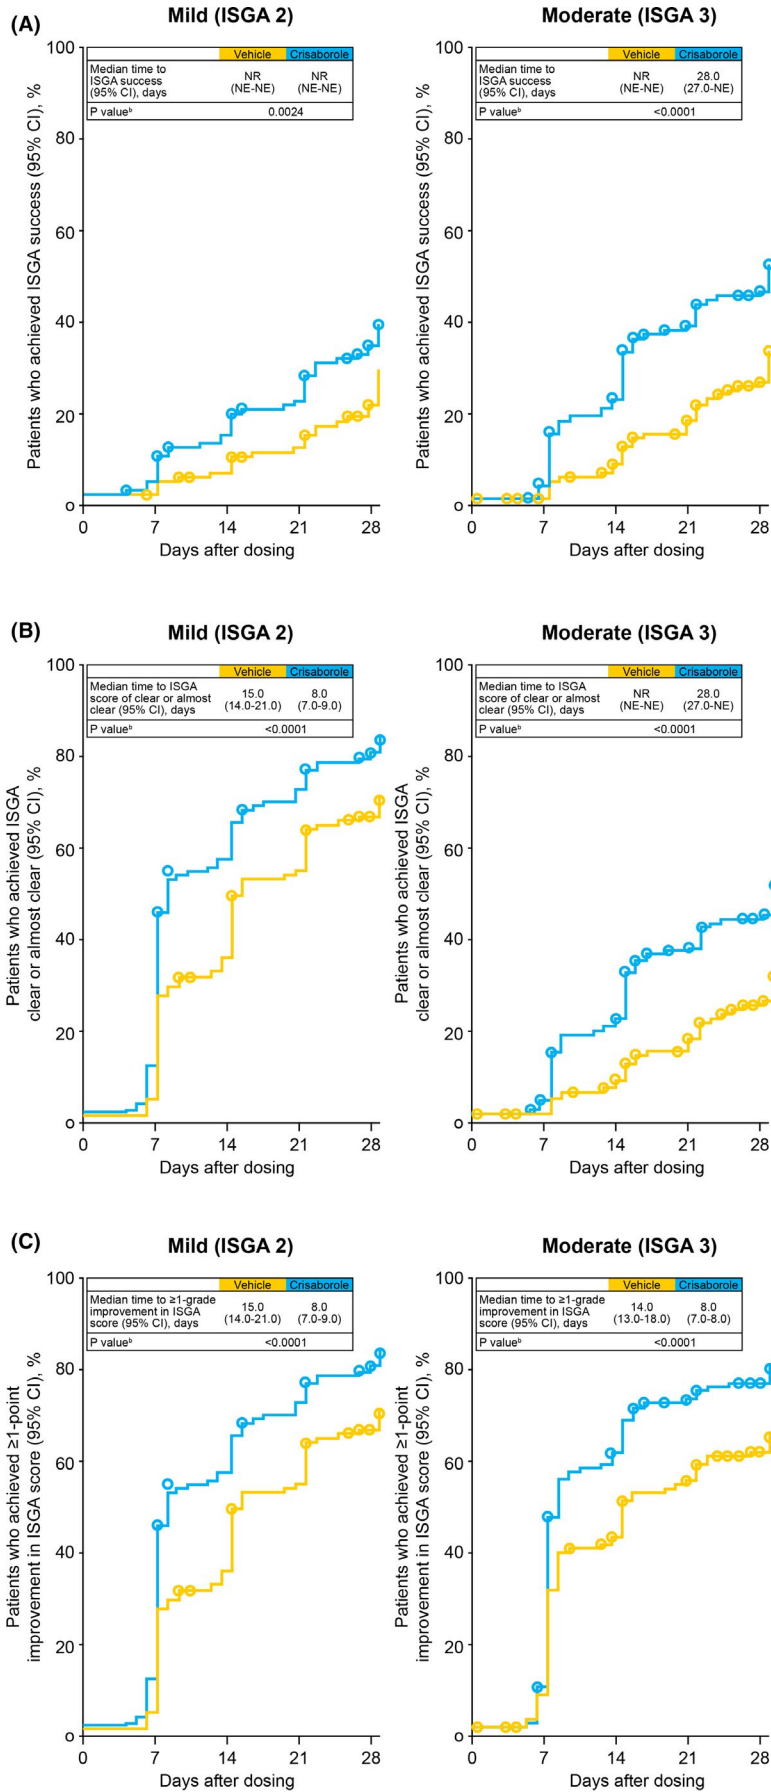 (A)
Mild (ISGA 2)
Vehicle Crisaborole
Median time to
ISGA success
(95% CI), days
NR NR
(NE-NE) (NE-NE)
P valueᵇ 0.0024
Patients who achieved ISGA success (95% CI), %
100
80
60
40
20
0
0 7 14 21 28
Days after dosing
Moderate (ISGA 3)
Vehicle Crisaborole
Median time to
ISGA success
(95% CI), days
NR 28.0
(NE-NE) (27.0-NE)
P valueᵇ <0.0001
Patients who achieved ISGA success (95% CI), %
100
80
60
40
20
0
0 7 14 21 28
Days after dosing
(B)
Mild (ISGA 2)
Vehicle Crisaborole
Median time to ISGA
score of clear or almost
clear (95% CI), days
15.0 8.0
(14.0-21.0) (7.0-9.0)
P valueᵇ <0.0001
Patients who achieved ISGA
clear or almost clear (95% CI), %
100
80
60
40
20
0
0 7 14 21 28
Days after dosing
Moderate (ISGA 3)
Vehicle Crisaborole
Median time to ISGA
score of clear or almost
clear (95% CI), days
NR 28.0
(NE-NE) (27.0-NE)
P valueᵇ <0.0001
Patients who achieved ISGA
clear or almost clear (95% CI), %
100
80
60
40
20
0
0 7 14 21 28
Days after dosing
(C)
Mild (ISGA 2)
Vehicle Crisaborole
Median time to ≥1-grade
improvement in ISGA
score (95% CI), days
15.0 8.0
(14.0-21.0) (7.0-9.0)
P valueᵇ <0.0001
Patients who achieved ≥1-point
improvement in ISGA score (95% CI), %
100
80
60
40
20
0
0 7 14 21 28
Days after dosing
Moderate (ISGA 3)
Vehicle Crisaborole
Median time to ≥1-grade
improvement in ISGA
score (95% CI), days
14.0 8.0
(13.0-18.0) (7.0-8.0)
P valueᵇ <0.0001
Patients who achieved ≥1-point
improvement in ISGA score (95% CI), %
100
80
60
40
20
0
0 7 14 21 28
Days after dosing